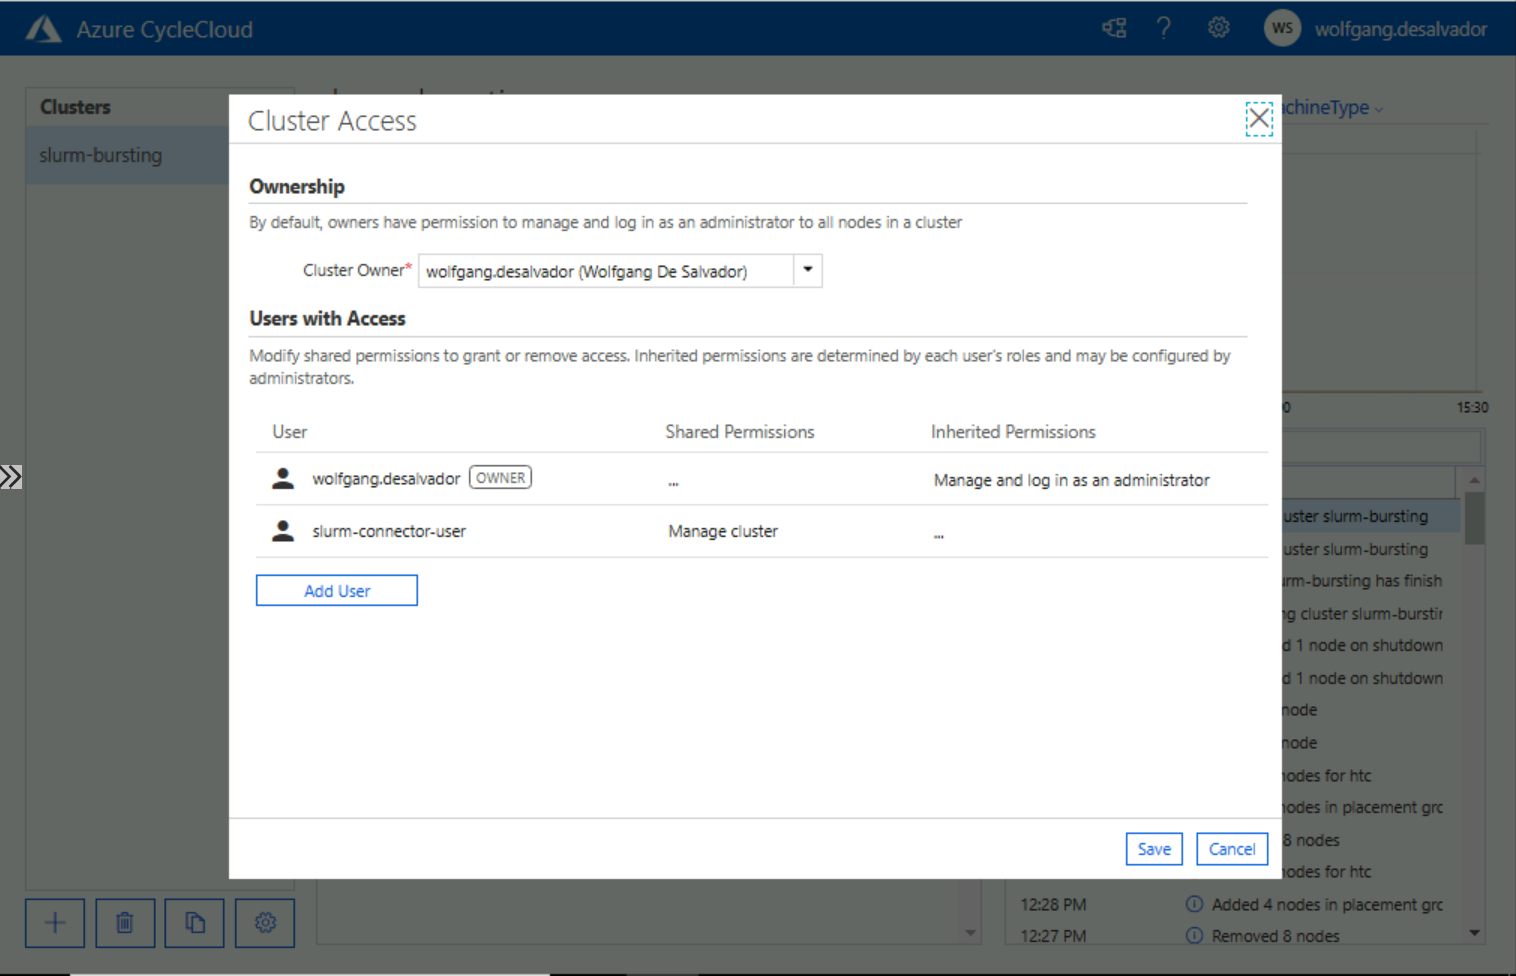 Azure CycleCloud
WS
wolfgang.desalvador
Clusters
slurm-bursting
Cluster Access
Ownership
By default, owners have permission to manage and log in as an administrator to all nodes in a cluster
Cluster Owner* wolfgang.desalvador (Wolfgang De Salvador)
Users with Access
Modify shared permissions to grant or remove access. Inherited permissions are determined by each user's roles and may be configured by
administrators.
User Shared Permissions Inherited Permissions
wolfgang.desalvador OWNER ... Manage and log in as an administrator
slurm-connector-user Manage cluster ...
Add User
Save Cancel
achineType
0 15:30
uster slurm-bursting
uster slurm-bursting
urm-bursting has finish
ng cluster slurm-burstir
d 1 node on shutdown
d 1 node on shutdown
node
node
nodes for htc
nodes in placement grc
8 nodes
nodes for htc
12:28 PM Added 4 nodes in placement grc
12:27 PM Removed 8 nodes